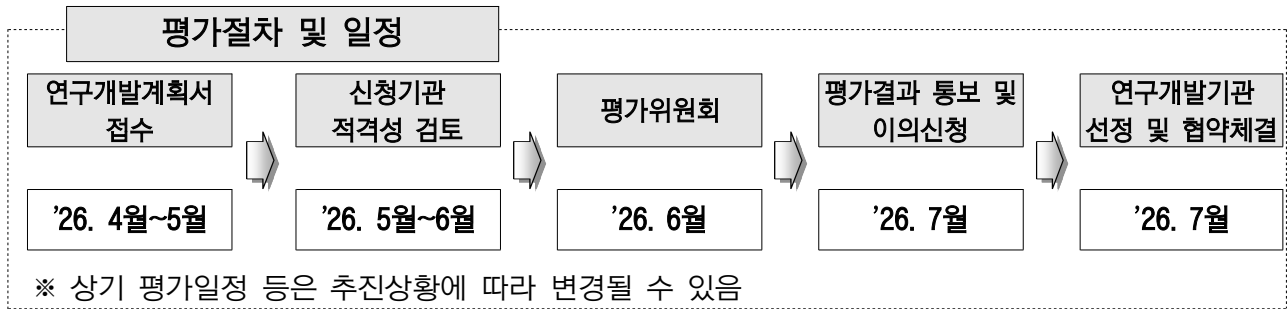 평가절차 및 일정
연구개발계획서
접수
신청기관
적격성 검토
평가위원회
평가결과 통보 및
이의신청
연구개발기관
선정 및 협약체결
’26. 4월~5월
’26. 5월~6월
’26. 6월
’26. 7월
’26. 7월
※ 상기 평가일정 등은 추진상황에 따라 변경될 수 있음